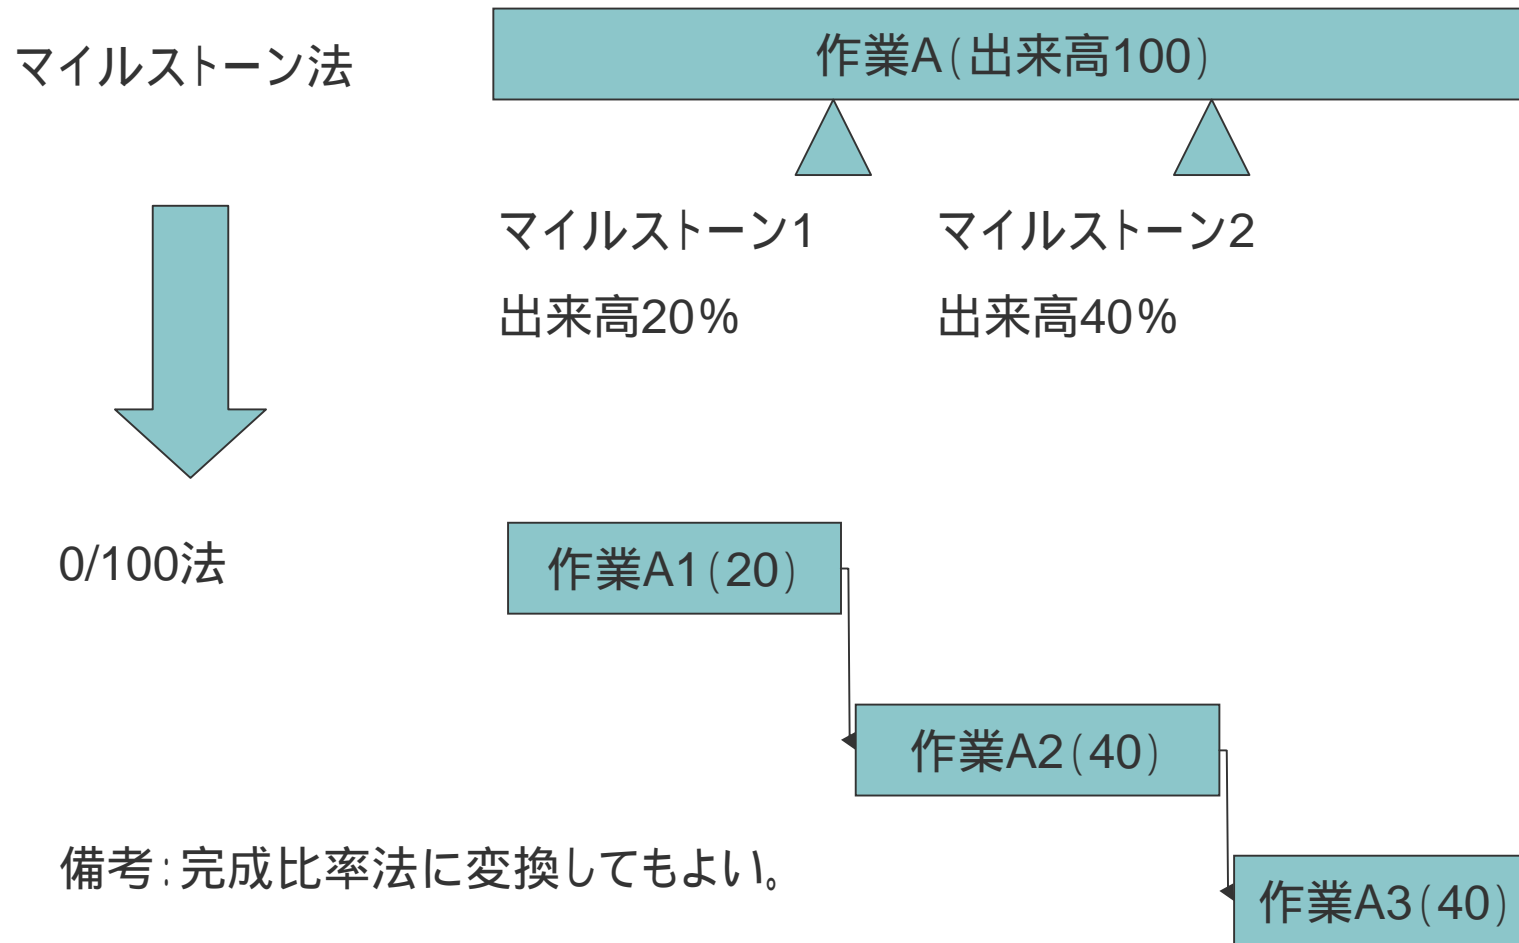 マイルストーン法
作業A(出来高100)
マイルストーン1
出来高20%
マイルストーン2
出来高40%
0/100法
作業A1(20)
作業A2(40)
作業A3(40)
備考:完成比率法に変換してもよい。